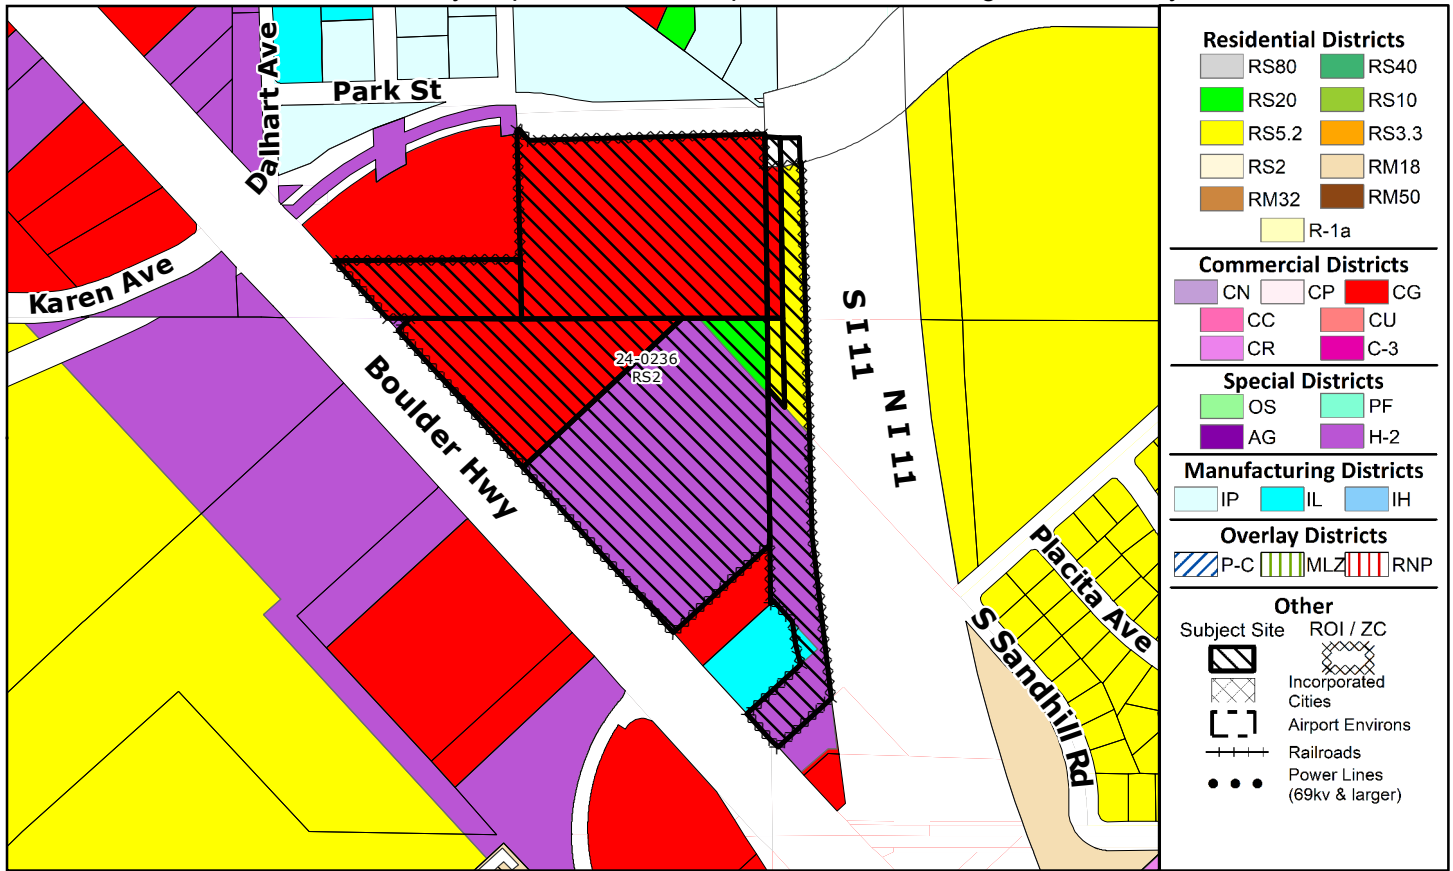 Dalhart Ave
Park St
Karen Ave
24-0236
RS2
Boulder Hwy
S I 11
N I 11
Placita Ave
S Sandhill Rd
Residential Districts
RS80
RS40
RS20
RS10
RS5.2
RS3.3
RS2
RM18
RM32
RM50
R-1a
Commercial Districts
CN
CP
CG
CC
CU
CR
C-3
Special Districts
OS
PF
AG
H-2
Manufacturing Districts
IP
IL
IH
Overlay Districts
P-C
MLZ
RNP
Other
Subject Site
ROI / ZC
Incorporated
Cities
Airport Environs
Railroads
Power Lines
(69kv & larger)